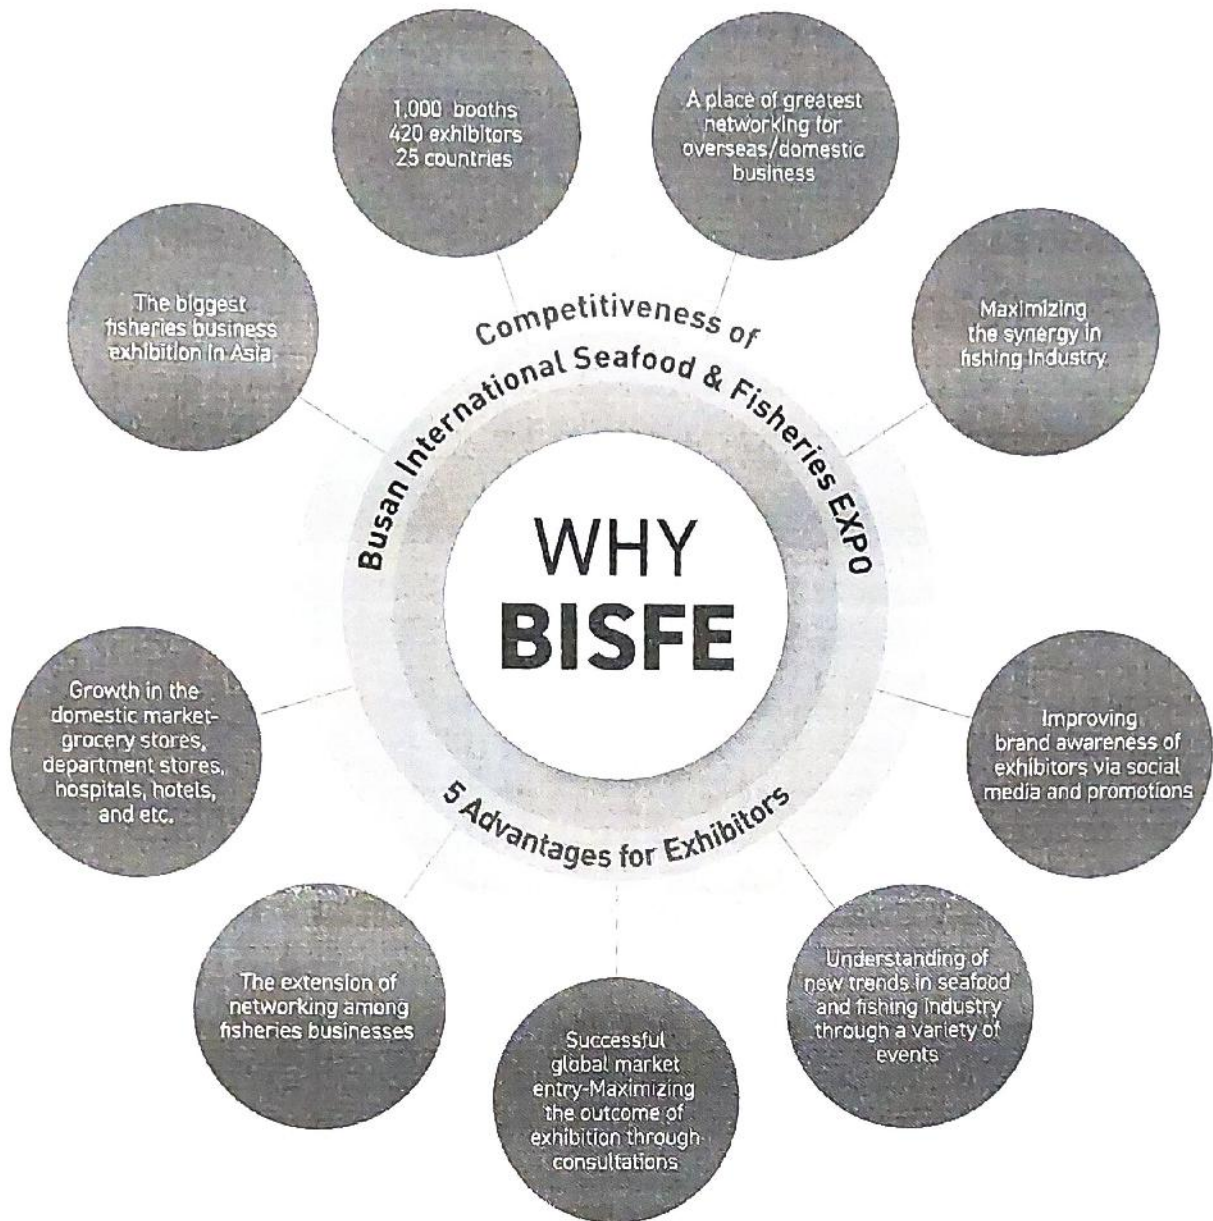 1,000 booths
420 exhibitors
25 countries
A place of greatest
networking for
overseas/domestic
business
The biggest
fisheries business
exhibition in Asia
Maximizing
the synergy in
fishing industry
Competitiveness of
Busan International Seafood & Fisheries EXPO
WHY
BISFE
5 Advantages for Exhibitors
Growth in the
domestic market-
grocery stores,
department stores,
hospitals, hotels,
and etc.
The extension of
networking among
fisheries businesses
Successful
global market
entry-Maximizing
the outcome of
exhibition through
consultations
Understanding of
new trends in seafood
and fishing industry
through a variety of
events
Improving
brand awareness of
exhibitors via social
media and promotions